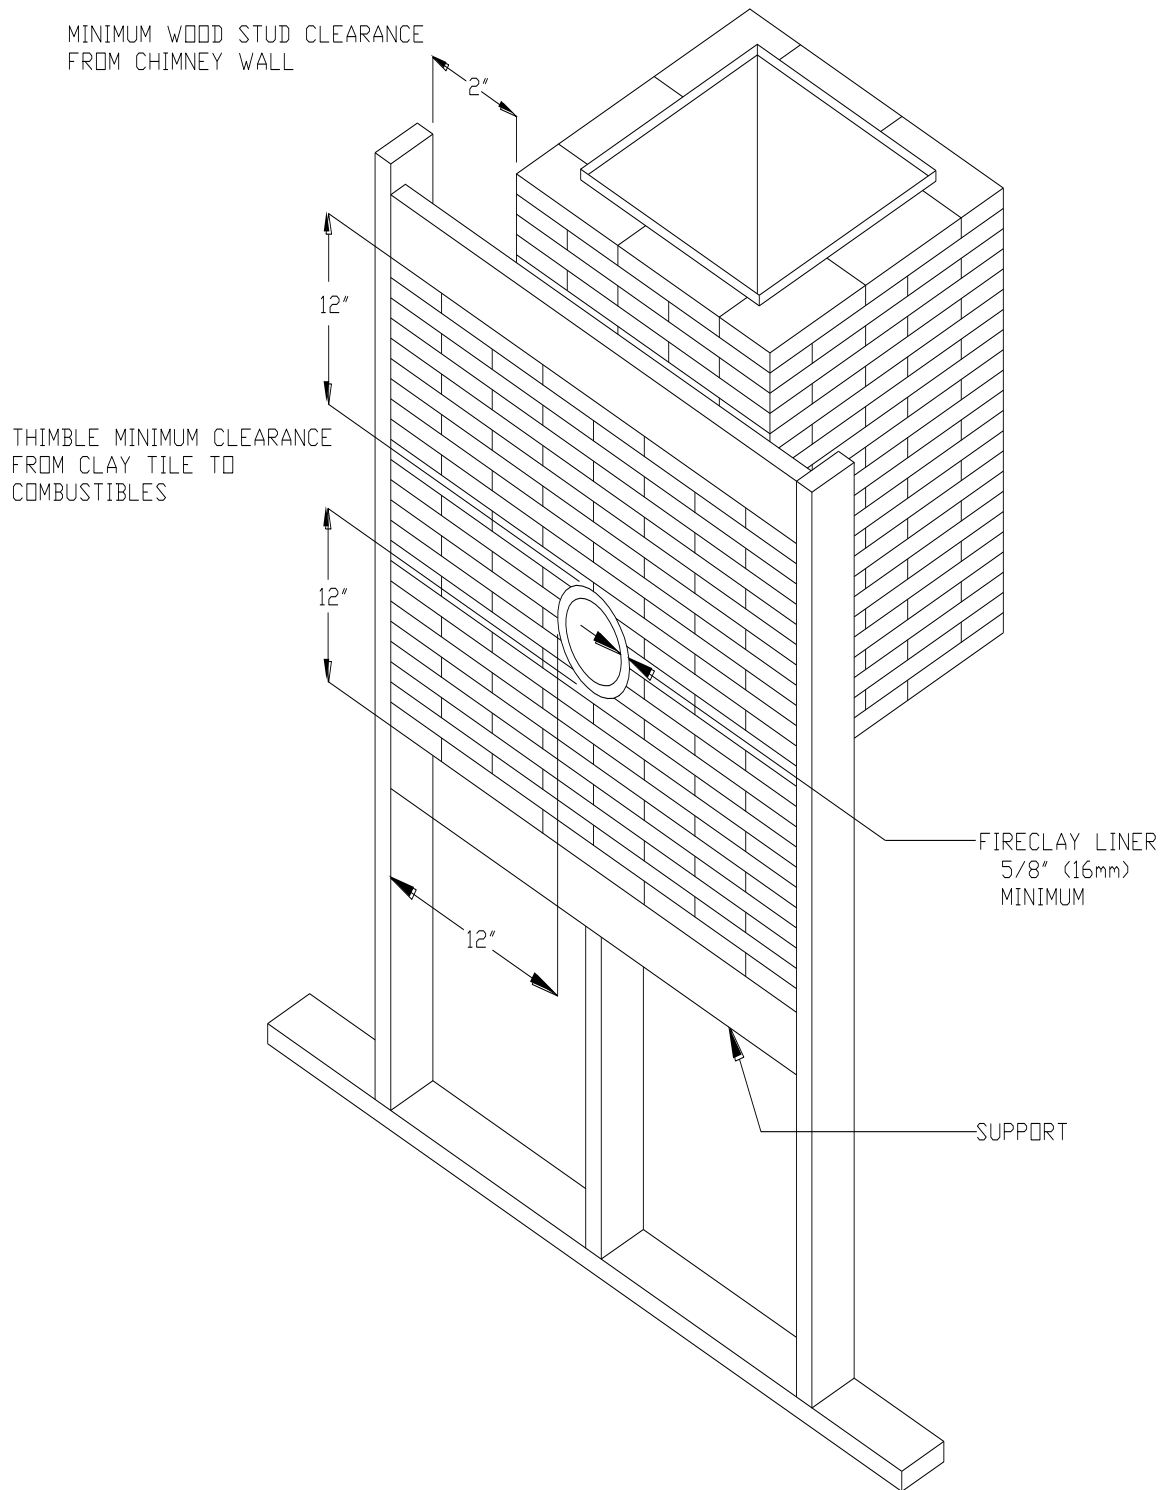 MINIMUM WOOD STUD CLEARANCE
FROM CHIMNEY WALL
2"
12"
THIMBLE MINIMUM CLEARANCE
FROM CLAY TILE TO
COMBUSTIBLES
12"
FIRECLAY LINER
5/8" (16mm)
MINIMUM
12"
SUPPORT